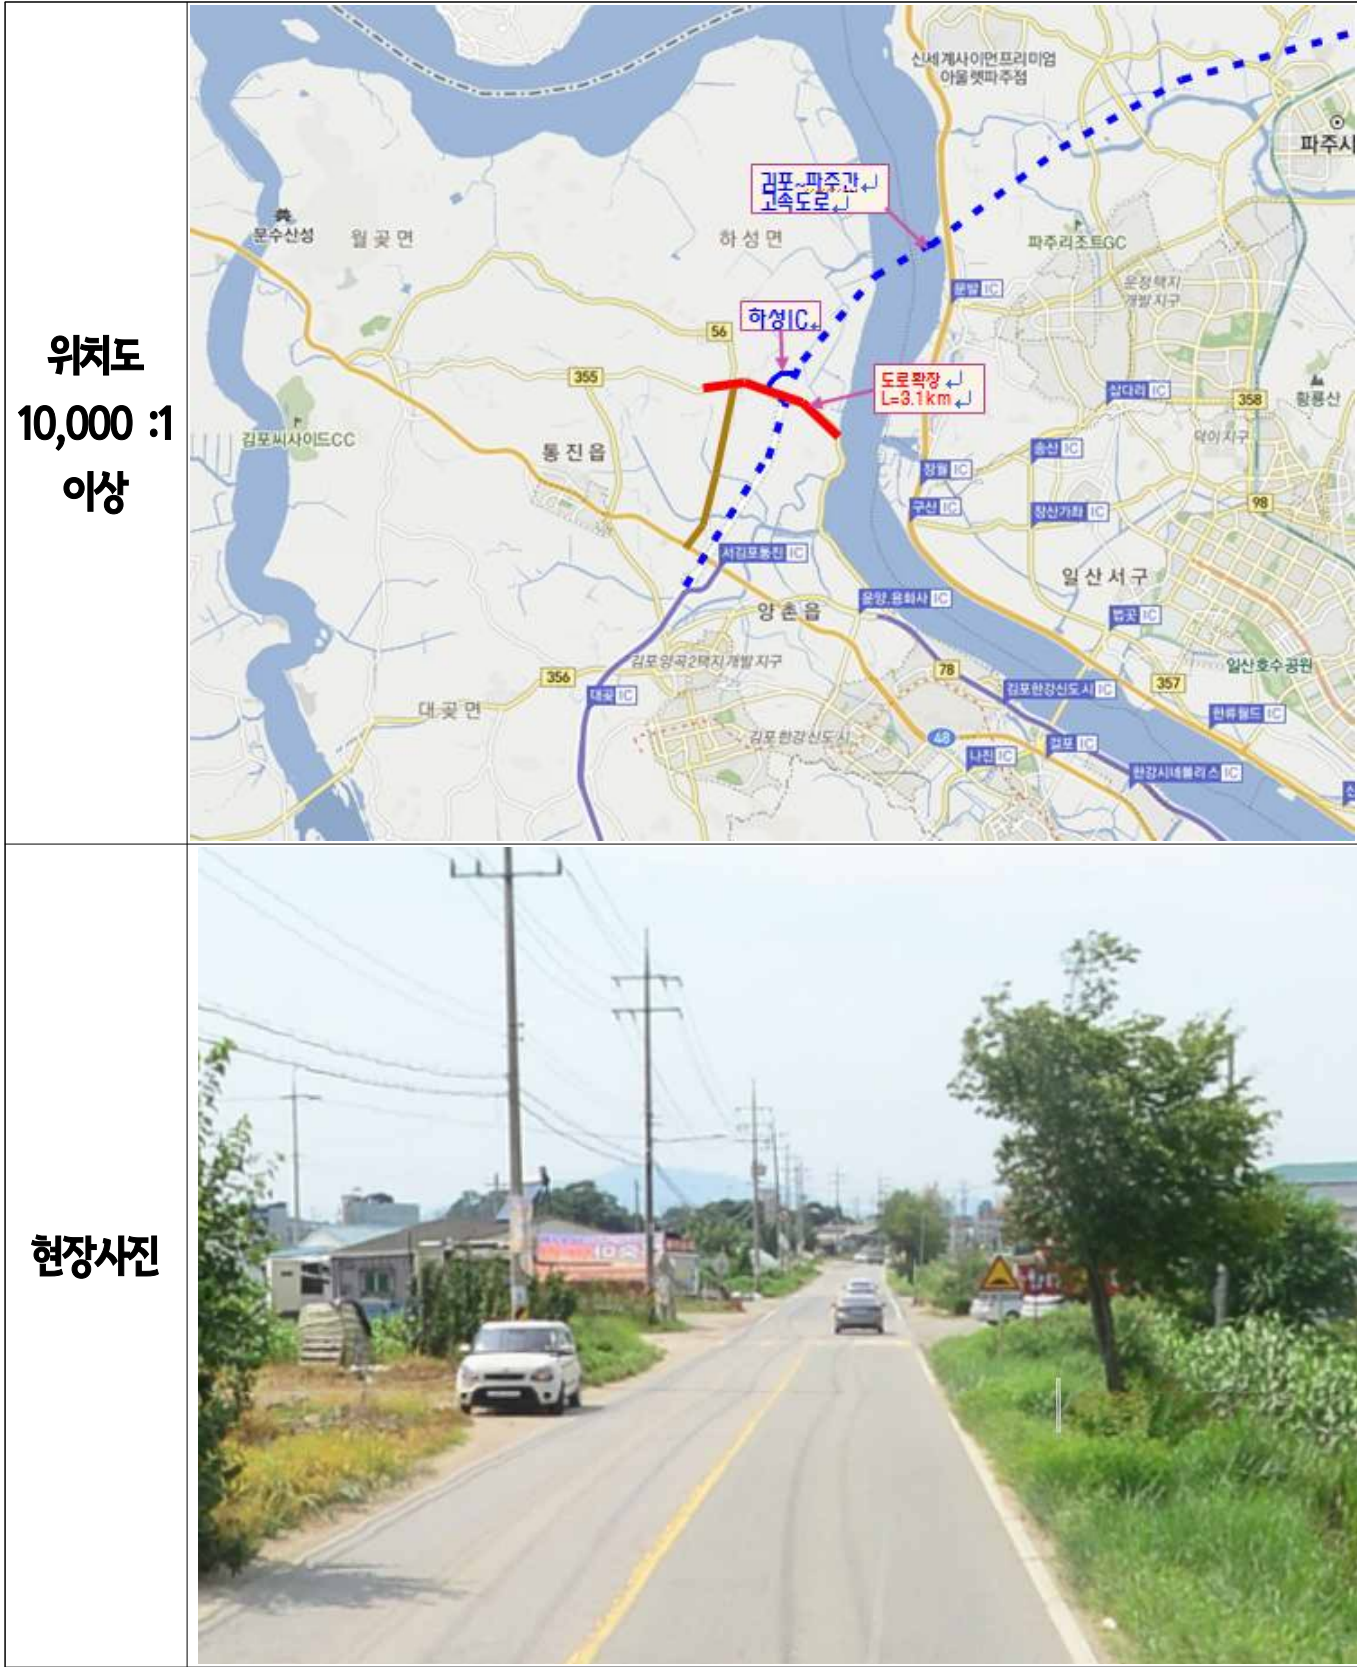 위치도
10,000 :1
이상
신세계사이먼프리미엄
아울렛파주점
파주시
김포~파주간
고속도로
문수산성
월곶면
하성면
파주리조트GC
문발 IC
운정택지
개발지구
하성IC
56
355
도로확장
L=3.1km
삽다리 IC
358
황룡산
김포씨사이드CC
통진읍
덕이지구
송산 IC
장월 IC
98
구산 IC
장산가좌 IC
서김포통진 IC
일산서구
양촌읍
운양.용화사 IC
법곳 IC
김포양곡2택지개발지구
일산호수공원
356
78
357
대곶 IC
김포한강신도시 IC
대곶면
한류월드 IC
김포한강신도시
48
걸포 IC
나진 IC
한강시네폴리스 IC
신
현장사진